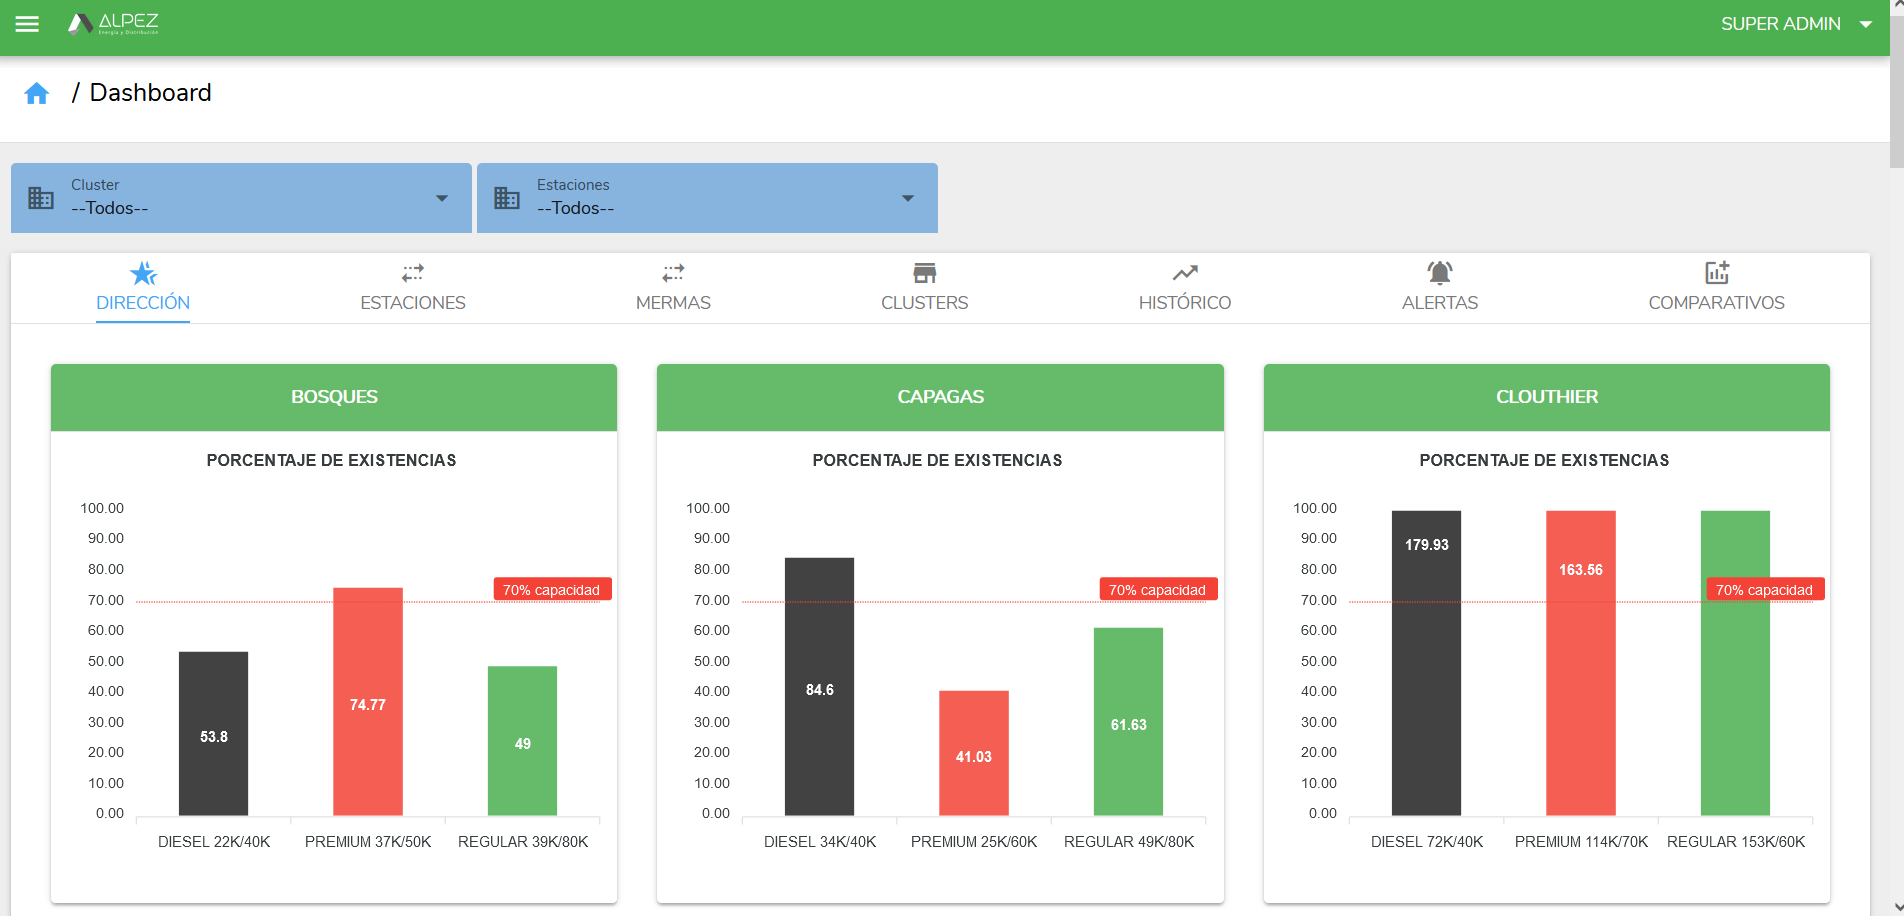 ALPEZ
Energía y Distribución
SUPER ADMIN
/ Dashboard
Cluster
--Todos--
Estaciones
--Todos--
DIRECCIÓN
ESTACIONES
MERMAS
CLUSTERS
HISTÓRICO
ALERTAS
COMPARATIVOS
BOSQUES
PORCENTAJE DE EXISTENCIAS
100.00
90.00
80.00
70.00
60.00
50.00
40.00
30.00
20.00
10.00
0.00
70% capacidad
53.8
74.77
49
DIESEL 22K/40K
PREMIUM 37K/50K
REGULAR 39K/80K
CAPAGAS
PORCENTAJE DE EXISTENCIAS
100.00
90.00
80.00
70.00
60.00
50.00
40.00
30.00
20.00
10.00
0.00
70% capacidad
84.6
41.03
61.63
DIESEL 34K/40K
PREMIUM 25K/60K
REGULAR 49K/80K
CLOUTHIER
PORCENTAJE DE EXISTENCIAS
100.00
90.00
80.00
70.00
60.00
50.00
40.00
30.00
20.00
10.00
0.00
70% capacidad
179.93
163.56
DIESEL 72K/40K
PREMIUM 114K/70K
REGULAR 153K/60K